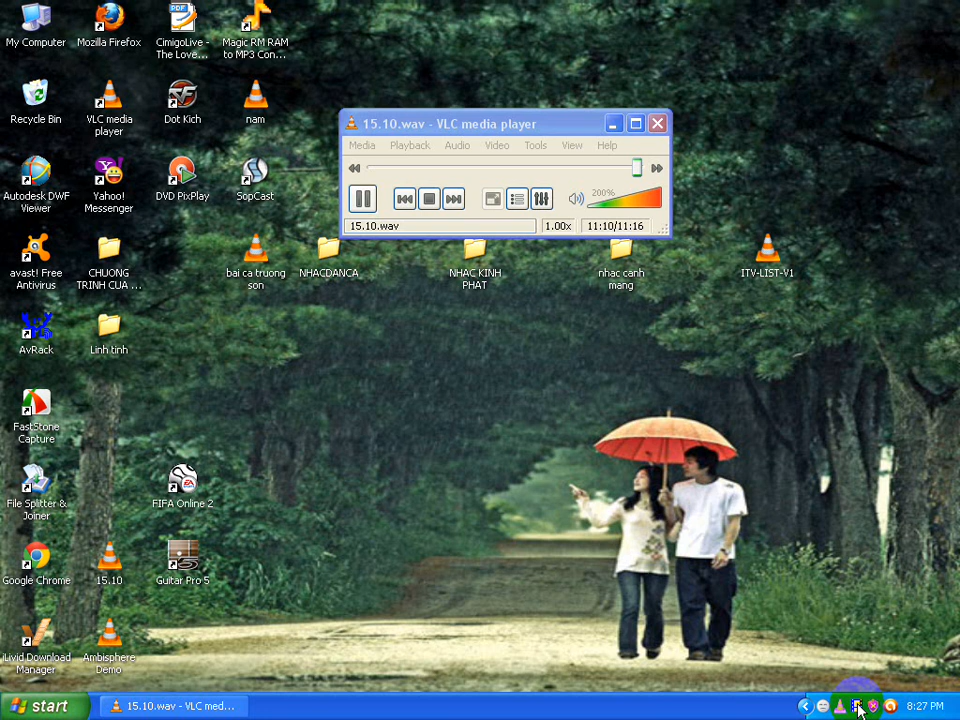 My Computer
Mozilla Firefox
CimigoLive -
The Love...
Magic RM RAM
to MP3 Con...
PDF
Recycle Bin
VLC media
player
Dot Kich
nam
15.10.wav - VLC media player
Media Playback Audio Video Tools View Help
200%
15.10.wav
1.00x
11:10/11:16
Autodesk DWF
Viewer
Yahoo!
Messenger
DVD PixPlay
SopCast
avast! Free
Antivirus
CHUONG
TRINH CUA ...
bai ca truong
son
NHACDANCA
NHAC KINH
PHAT
nhac canh
mang
ITV-LIST-V1
AvRack
Linh tinh
FastStone
Capture
File Splitter &
Joiner
FIFA Online 2
Google Chrome
15.10
Guitar Pro 5
iLivid Download
Manager
Ambisphere
Demo
start
15.10.wav - VLC med...
8:27 PM